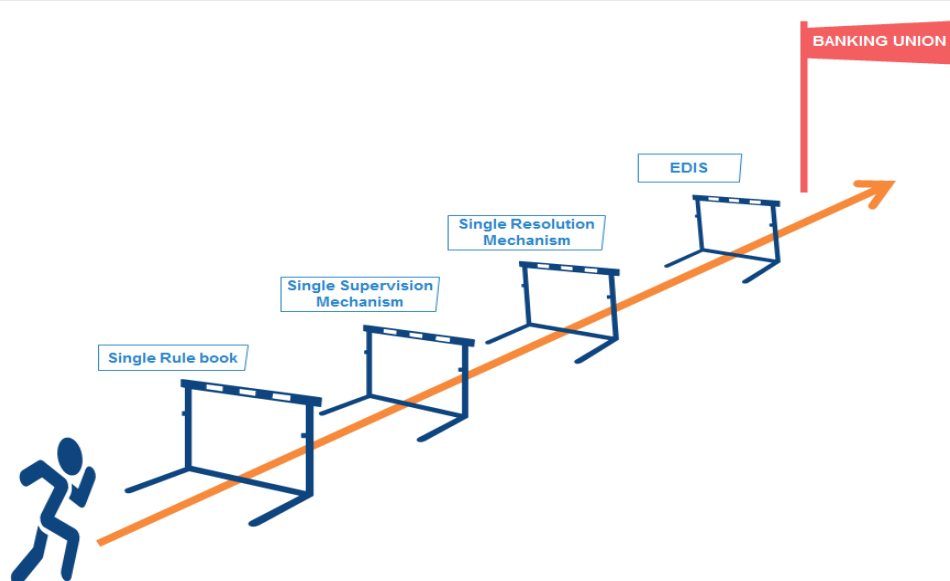 BANKING UNION
EDIS
Single Resolution
Mechanism
Single Supervision
Mechanism
Single Rule book